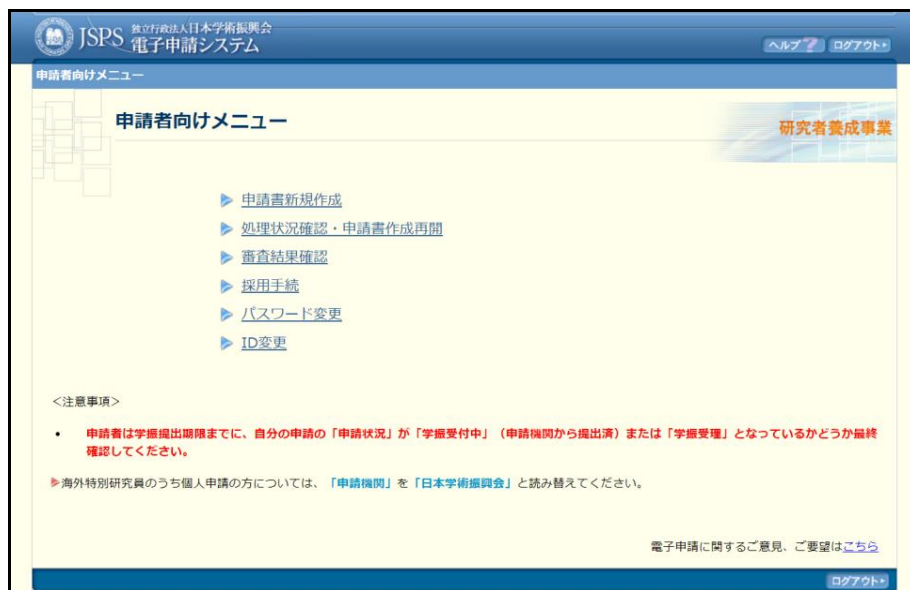 JSPS 独立行政法人日本学術振興会
電子申請システム
ヘルプ?
ログアウト
申請者向けメニュー
申請者向けメニュー
研究者養成事業
申請書新規作成
処理状況確認・申請書作成再開
審査結果確認
採用手続
パスワード変更
ID変更
<注意事項>
• 申請者は学振提出期限までに、自分の申請の「申請状況」が「学振受付中」(申請機関から提出済)または「学振受理」となっているかどうか最終
確認してください。
海外特別研究員のうち個人申請の方については、「申請機関」を「日本学術振興会」と読み替えてください。
電子申請に関するご意見、ご要望はこちら
ログアウト